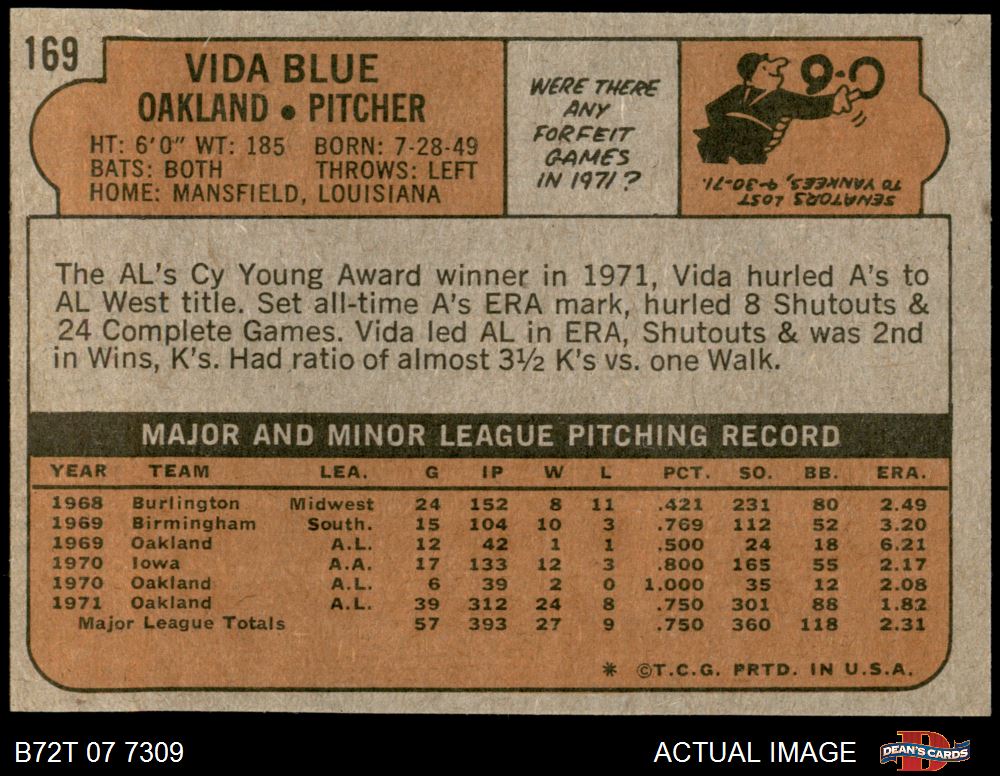 169
VIDA BLUE
OAKLAND • PITCHER
HT: 6'0" WT: 185 BORN: 7-28-49
BATS: BOTH THROWS: LEFT
HOME: MANSFIELD, LOUISIANA
WERE THERE
ANY
FORFEIT
GAMES
IN 1971?
9-0
SENATORS LOST
TO YANKEES, 9-30-71.
The AL's Cy Young Award winner in 1971, Vida hurled A's to
AL West title. Set all-time A's ERA mark, hurled 8 Shutouts &
24 Complete Games. Vida led AL in ERA, Shutouts & was 2nd
in Wins, K's. Had ratio of almost 3½ K's vs. one Walk.
MAJOR AND MINOR LEAGUE PITCHING RECORD
YEAR TEAM LEA. G IP W L PCT. SO. BB. ERA.
1968 Burlington Midwest 24 152 8 11 .421 231 80 2.49
1969 Birmingham South. 15 104 10 3 .769 112 52 3.20
1969 Oakland A.L. 12 42 1 1 .500 24 18 6.21
1970 Iowa A.A. 17 133 12 3 .800 165 55 2.17
1970 Oakland A.L. 6 39 2 0 1.000 35 12 2.08
1971 Oakland A.L. 39 312 24 8 .750 301 88 1.82
Major League Totals 57 393 27 9 .750 360 118 2.31
* ©T.C.G. PRTD. IN U.S.A.
B72T 07 7309 ACTUAL IMAGE DEAN'S CARDS